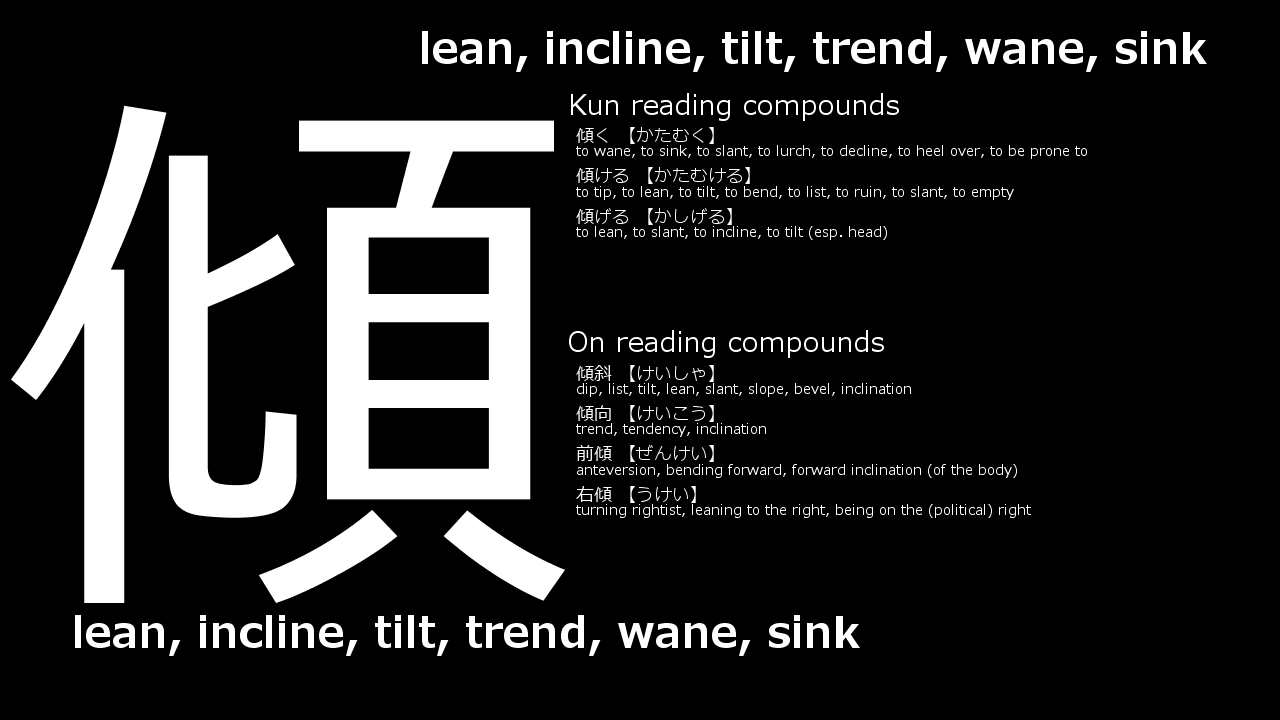 lean, incline, tilt, trend, wane, sink
傾
Kun reading compounds
傾く 【かたむく】
to wane, to sink, to slant, to lurch, to decline, to heel over, to be prone to
傾ける 【かたむける】
to tip, to lean, to tilt, to bend, to list, to ruin, to slant, to empty
傾げる 【かしげる】
to lean, to slant, to incline, to tilt (esp. head)
On reading compounds
傾斜 【けいしゃ】
dip, list, tilt, lean, slant, slope, bevel, inclination
傾向 【けいこう】
trend, tendency, inclination
前傾 【ぜんけい】
anteversion, bending forward, forward inclination (of the body)
右傾 【うけい】
turning rightist, leaning to the right, being on the (political) right
lean, incline, tilt, trend, wane, sink